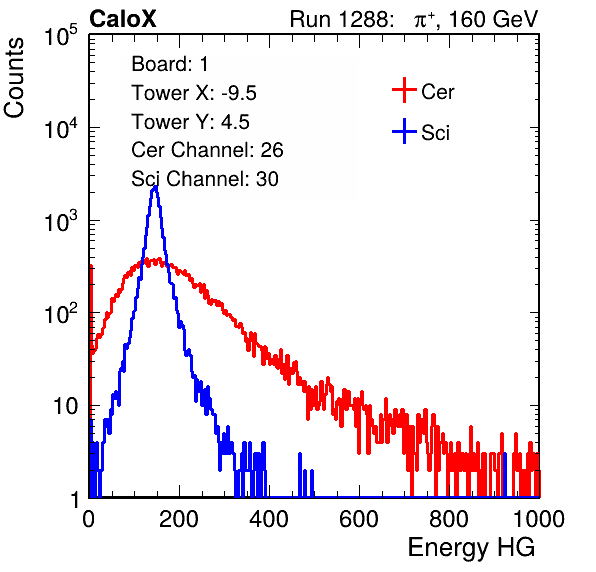 CaloX Run 1288: π⁺, 160 GeV
Counts
10⁵
10⁴
10³
10²
10
1
Board: 1
Tower X: -9.5
Tower Y: 4.5
Cer Channel: 26
Sci Channel: 30
Cer
Sci
0 200 400 600 800 1000
Energy HG